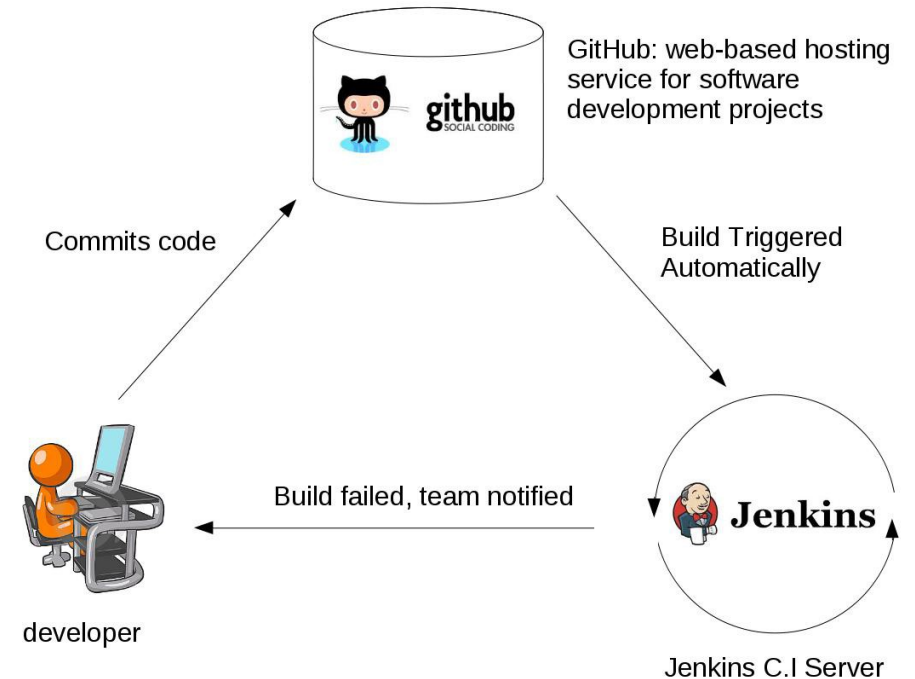 GitHub: web-based hosting
service for software
development projects
github
SOCIAL CODING
Commits code
Build Triggered
Automatically
Build failed, team notified
Jenkins
developer
Jenkins C.I Server